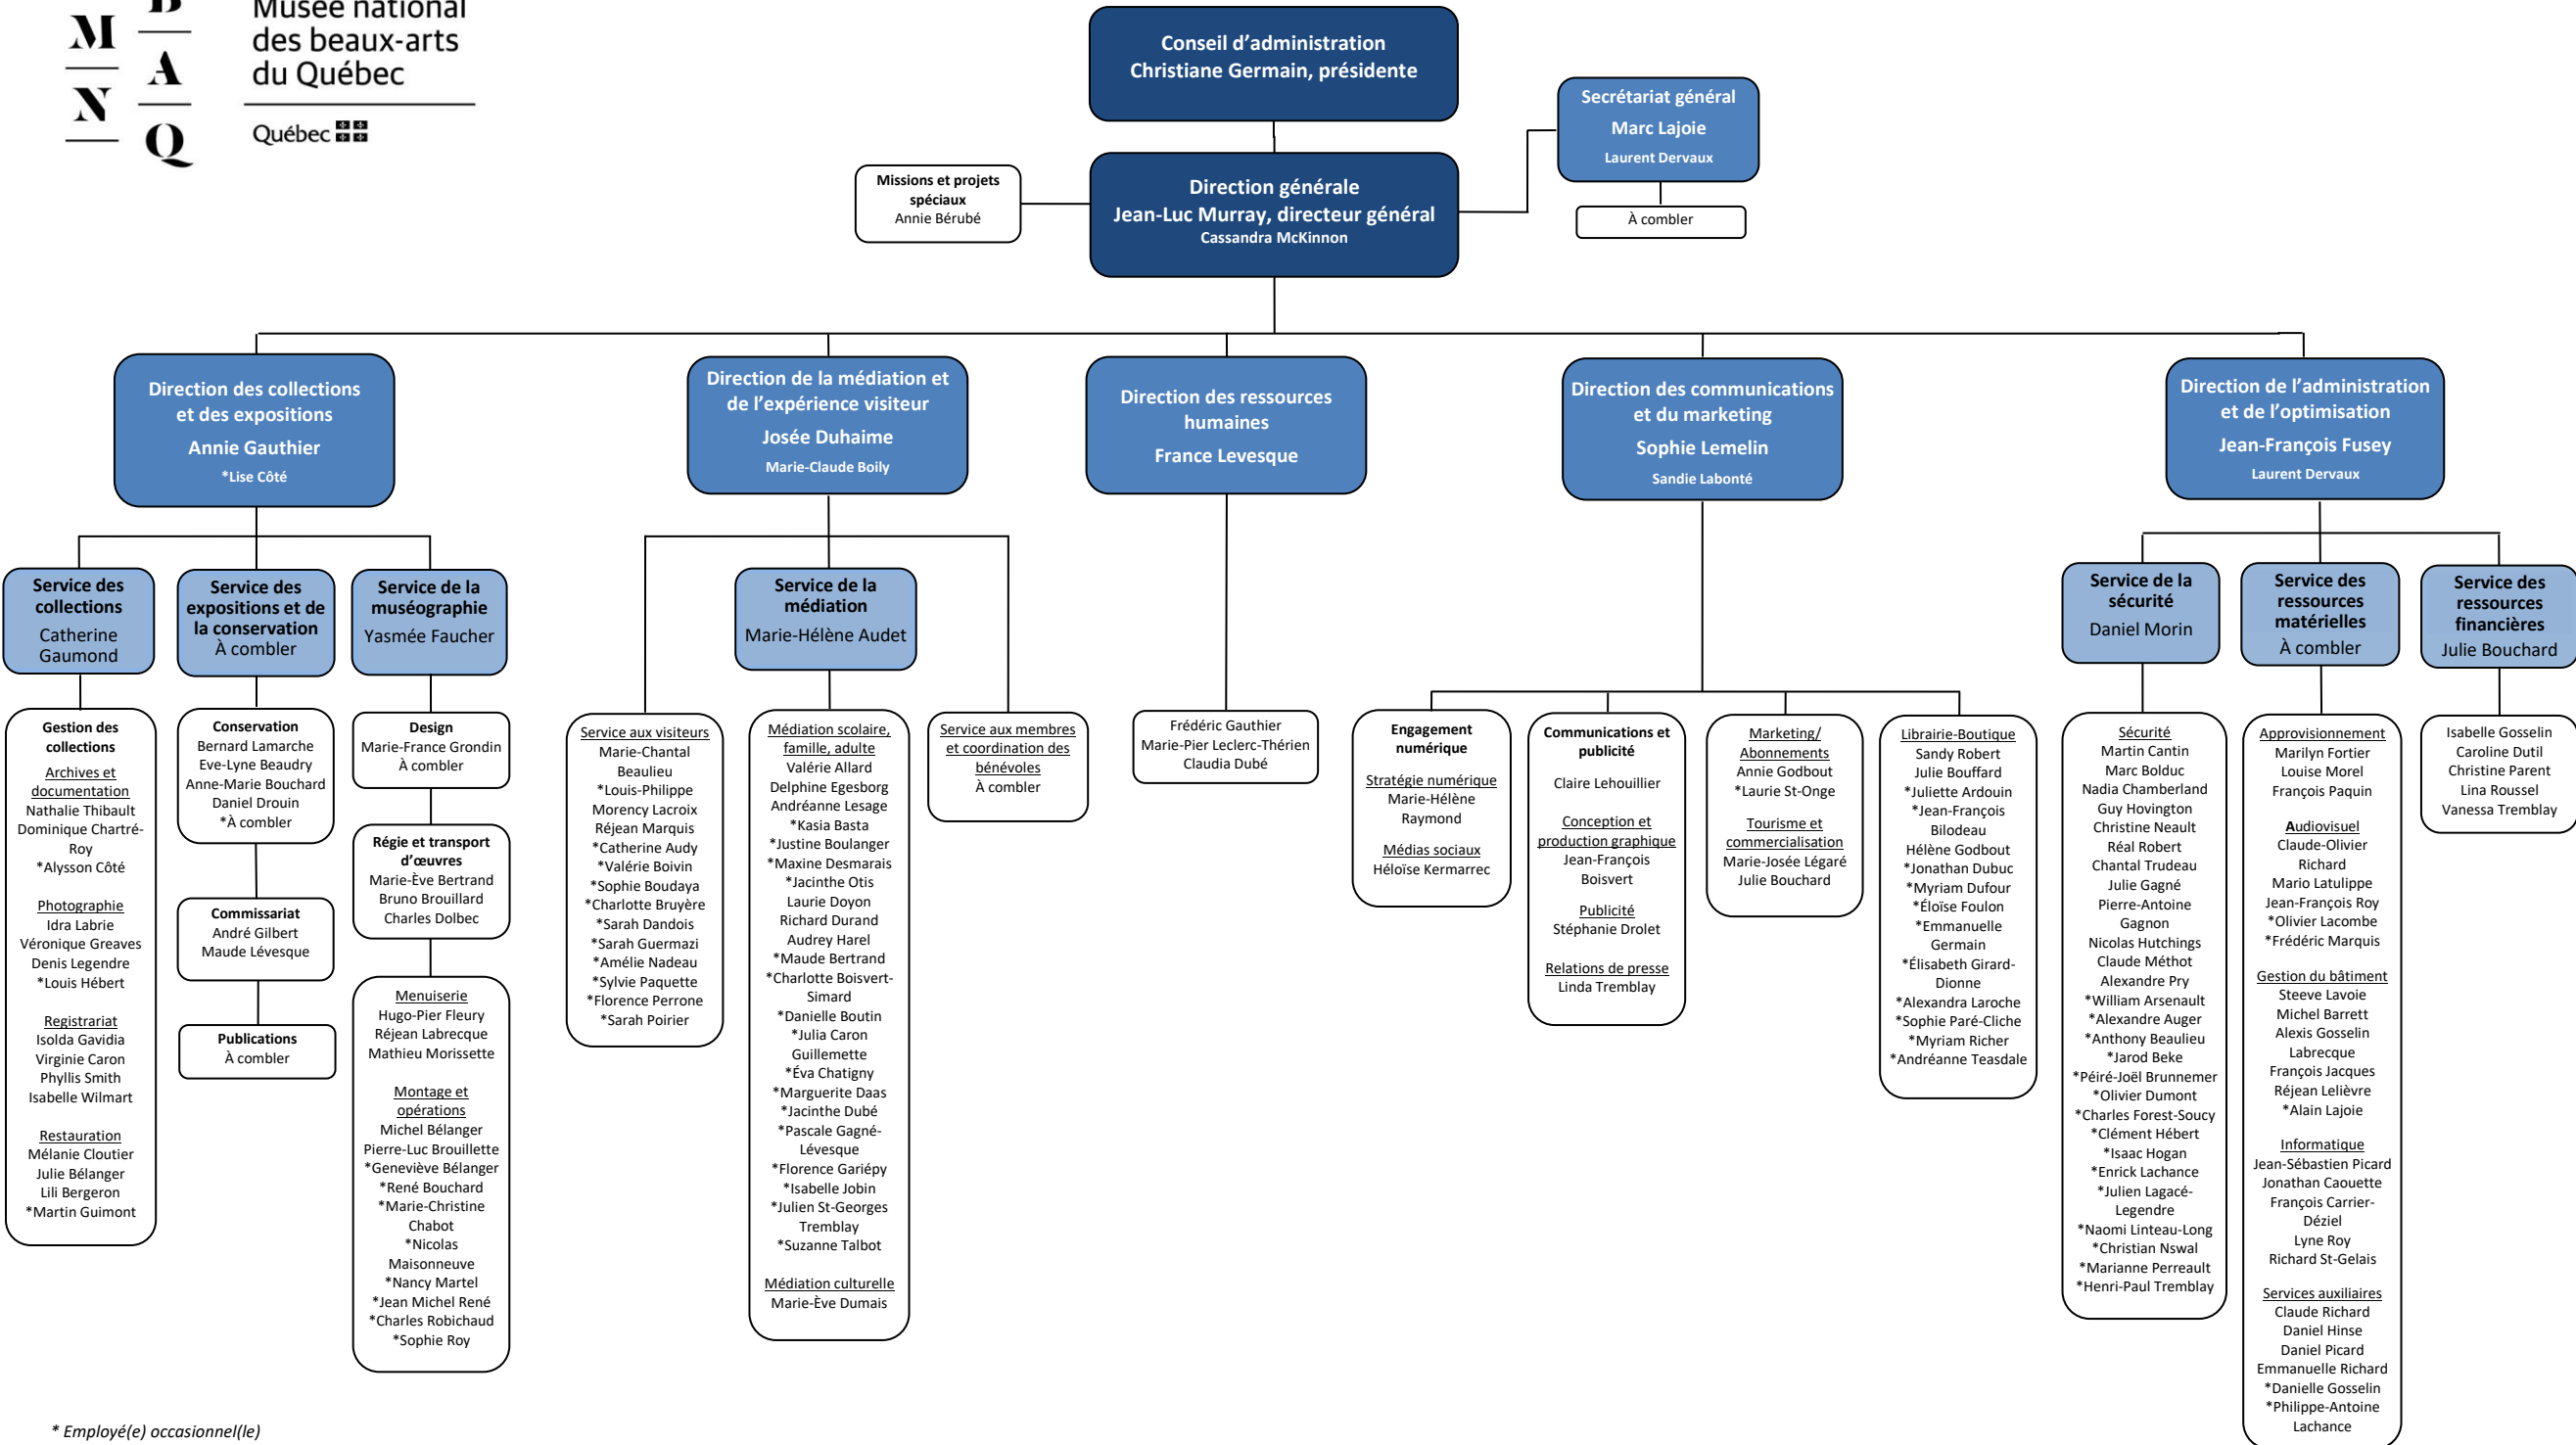 M
N
B
A
Q
Musée national
des beaux-arts
du Québec
Québec
Conseil d'administration
Christiane Germain, présidente
Secrétariat général
Marc Lajoie
Laurent Dervaux
À combler
Missions et projets
spéciaux
Annie Bérubé
Direction générale
Jean-Luc Murray, directeur général
Cassandra McKinnon
Direction des collections
et des expositions
Annie Gauthier
*Lise Côté
Direction de la médiation et
de l'expérience visiteur
Josée Duhaime
Marie-Claude Boily
Direction des ressources
humaines
France Levesque
Direction des communications
et du marketing
Sophie Lemelin
Sandie Labonté
Direction de l'administration
et de l'optimisation
Jean-François Fusey
Laurent Dervaux
Service des
collections
Catherine
Gaumond
Service des
expositions et de
la conservation
À combler
Service de la
muséographie
Yasmée Faucher
Service de la
médiation
Marie-Hélène Audet
Service de la
sécurité
Daniel Morin
Service des
ressources
matérielles
À combler
Service des
ressources
financières
Julie Bouchard
Gestion des
collections
Archives et
documentation
Nathalie Thibault
Dominique Chartré-
Roy
*Alysson Côté
Photographie
Idra Labrie
Véronique Greaves
Denis Legendre
*Louis Hébert
Registrariat
Isolda Gavidia
Virginie Caron
Phyllis Smith
Isabelle Wilmart
Restauration
Mélanie Cloutier
Julie Bélanger
Lili Bergeron
*Martin Guimont
Conservation
Bernard Lamarche
Eve-Lyne Beaudry
Anne-Marie Bouchard
Daniel Drouin
*À combler
Commissariat
André Gilbert
Maude Lévesque
Publications
À combler
Design
Marie-France Grondin
À combler
Régie et transport
d'œuvres
Marie-Ève Bertrand
Bruno Brouillard
Charles Dolbec
Menuiserie
Hugo-Pier Fleury
Réjean Labrecque
Mathieu Morissette
Montage et
opérations
Michel Bélanger
Pierre-Luc Brouillette
*Geneviève Bélanger
*René Bouchard
*Marie-Christine
Chabot
*Nicolas
Maisonneuve
*Nancy Martel
*Jean Michel René
*Charles Robichaud
*Sophie Roy
Service aux visiteurs
Marie-Chantal
Beaulieu
*Louis-Philippe
Morency Lacroix
Réjean Marquis
*Catherine Audy
*Valérie Boivin
*Sophie Boudaya
*Charlotte Bruyère
*Sarah Dandois
*Sarah Guermazi
*Amélie Nadeau
*Sylvie Paquette
*Florence Perrone
*Sarah Poirier
Médiation scolaire,
famille, adulte
Valérie Allard
Delphine Egesborg
Andréanne Lesage
*Kasia Basta
*Justine Boulanger
*Maxine Desmarais
*Jacinthe Otis
Laurie Doyon
Richard Durand
Audrey Harel
*Maude Bertrand
*Charlotte Boisvert-
Simard
*Danielle Boutin
*Julia Caron
Guillemette
*Éva Chatigny
*Marguerite Daas
*Jacinthe Dubé
*Pascale Gagné-
Lévesque
*Florence Gariépy
*Isabelle Jobin
*Julien St-Georges
Tremblay
*Suzanne Talbot
Médiation culturelle
Marie-Ève Dumais
Service aux membres
et coordination des
bénévoles
À combler
Frédéric Gauthier
Marie-Pier Leclerc-Thérien
Claudia Dubé
Engagement
numérique
Stratégie numérique
Marie-Hélène
Raymond
Médias sociaux
Héloïse Kermarrec
Communications et
publicité
Claire Lehouillier
Conception et
production graphique
Jean-François
Boisvert
Publicité
Stéphanie Drolet
Relations de presse
Linda Tremblay
Marketing/
Abonnements
Annie Godbout
*Laurie St-Onge
Tourisme et
commercialisation
Marie-Josée Légaré
Julie Bouchard
Librairie-Boutique
Sandy Robert
Julie Bouffard
*Juliette Ardouin
*Jean-François
Bilodeau
Hélène Godbout
*Jonathan Dubuc
*Myriam Dufour
*Éloïse Foulon
*Emmanuelle
Germain
*Élisabeth Girard-
Dionne
*Alexandra Laroche
*Sophie Paré-Cliche
*Myriam Richer
*Andréanne Teasdale
Sécurité
Martin Cantin
Marc Bolduc
Nadia Chamberland
Guy Hovington
Christine Neault
Réal Robert
Chantal Trudeau
Julie Gagné
Pierre-Antoine
Gagnon
Nicolas Hutchings
Claude Méthot
Alexandre Pry
*William Arsenault
*Alexandre Auger
*Anthony Beaulieu
*Jarod Beke
*Péiré-Joël Brunnemer
*Olivier Dumont
*Charles Forest-Soucy
*Clément Hébert
*Isaac Hogan
*Enrick Lachance
*Julien Lagacé-
Legendre
*Naomi Linteau-Long
*Christian Nswal
*Marianne Perreault
*Henri-Paul Tremblay
Approvisionnement
Marilyn Fortier
Louise Morel
François Paquin
Audiovisuel
Claude-Olivier
Richard
Mario Latulippe
Jean-François Roy
*Olivier Lacombe
*Frédéric Marquis
Gestion du bâtiment
Steeve Lavoie
Michel Barrett
Alexis Gosselin
Labrecque
François Jacques
Réjean Lelièvre
*Alain Lajoie
Informatique
Jean-Sébastien Picard
Jonathan Caouette
François Carrier-
Déziel
Lyne Roy
Richard St-Gelais
Services auxiliaires
Claude Richard
Daniel Hinse
Daniel Picard
Emmanuelle Richard
*Danielle Gosselin
*Philippe-Antoine
Lachance
Isabelle Gosselin
Caroline Dutil
Christine Parent
Lina Roussel
Vanessa Tremblay
* Employé(e) occasionnel(le)